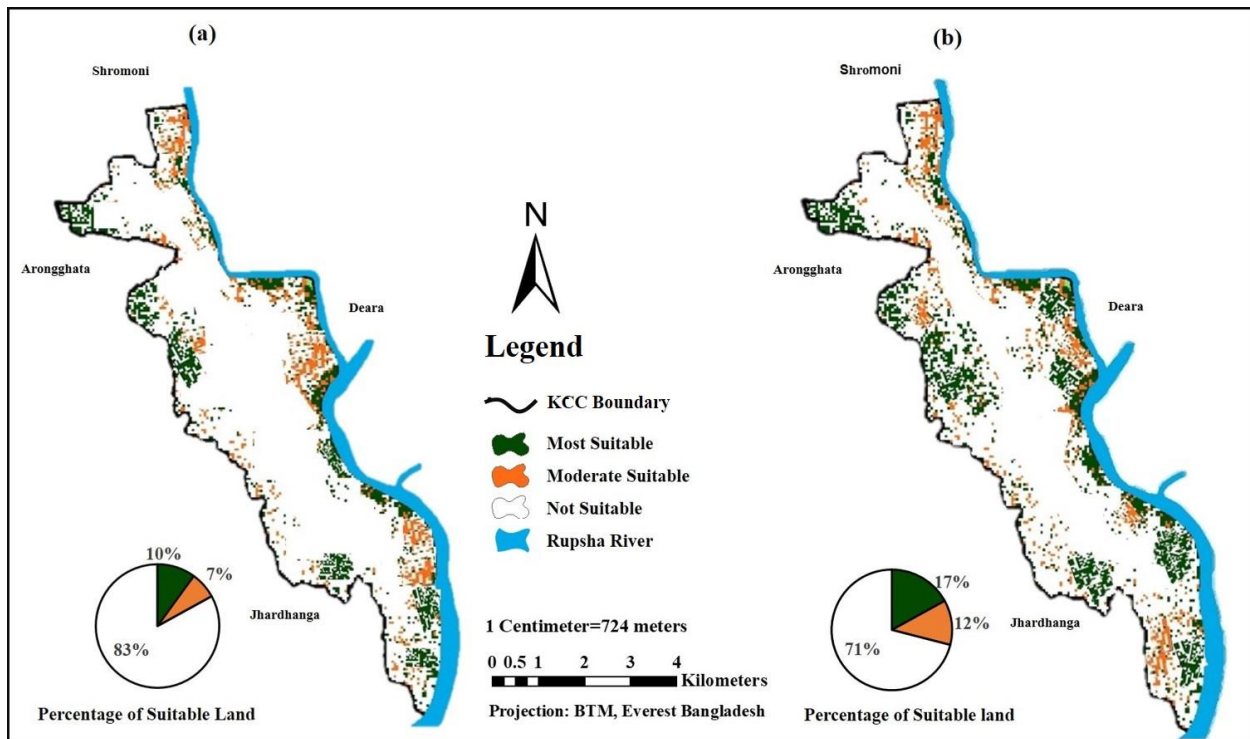 (a)
Shromoni
Arongghata
Deara
10%
7%
83%
Jhardhanga
Percentage of Suitable Land
N
Legend
KCC Boundary
Most Suitable
Moderate Suitable
Not Suitable
Rupsha River
1 Centimeter=724 meters
0 0.5 1 2 3 4
Kilometers
Projection: BTM, Everest Bangladesh
(b)
Shromoni
Arongghata
Deara
17%
12%
71%
Jhardhanga
Percentage of Suitable land